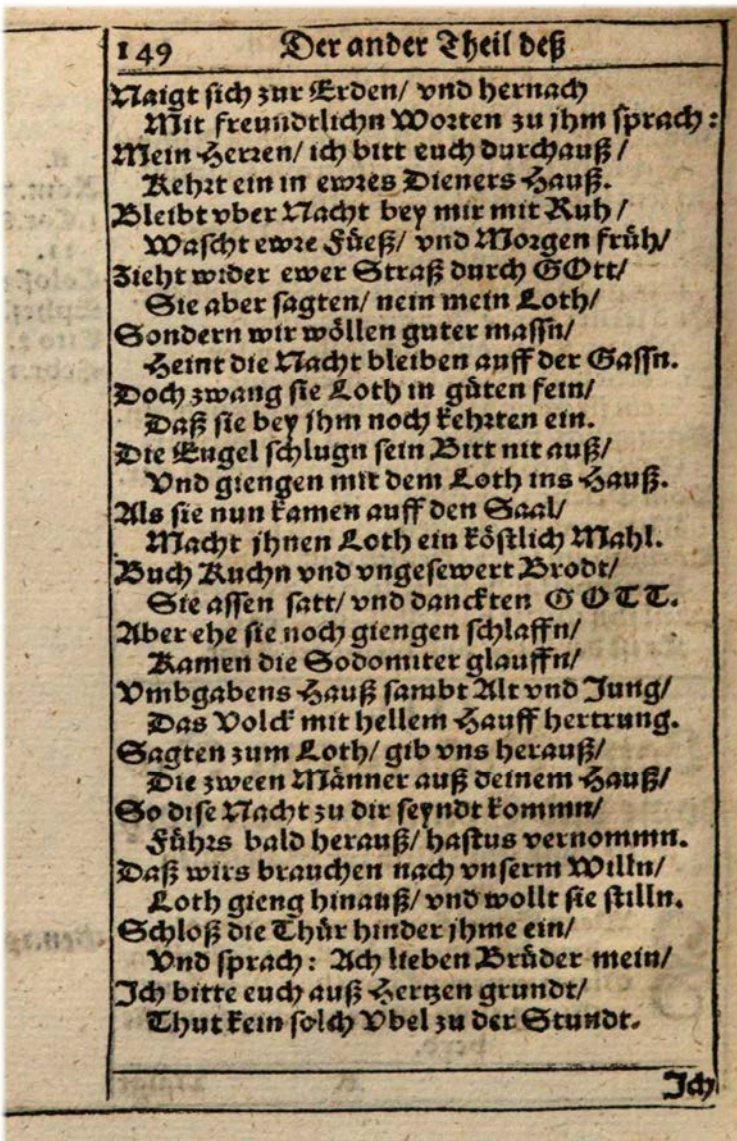 149 Der ander Theil deß
Naigt sich zur Erden/ vnd hernach
Mit freundtlichn Worten zu jhm sprach:
Mein Herren/ ich bitt euch durchauß/
Kehrt ein in ewres Dieners Hauß.
Bleibt vber Nacht bey mir mit Ruh/
Wascht ewre Füeß/ vnd Morgen früh/
Zieht wider ewer Straß durch GOtt/
Sie aber sagten/ nein mein Loth/
Sondern wir wöllen guter massn/
Heint die Nacht bleiben auff der Gassn.
Doch zwang sie Loth in güten fein/
Daß sie bey jhm noch kehrten ein.
Die Engel schlugn sein Bitt nit auß/
Vnd giengen mit dem Loth ins Hauß.
Als sie nun kamen auff den Saal/
Macht jhnen Loth ein köstlich Mahl.
Buch Kuchn vnd vngesewert Brodt/
Sie assen satt/ vnd danckten GOTT.
Aber ehe sie noch giengen schlaffn/
Kamen die Sodomiter glauffn/
Vmbgabens Hauß sambt Alt vnd Jung/
Das Volck mit hellem Hauff hertrung.
Sagten zum Loth/ gib vns herauß/
Die zween Männer auß deinem Hauß/
So dise Nacht zu dir seyndt kommn/
Führs bald herauß/ hastus vernommn.
Daß wirs brauchen nach vnserm Willn/
Loth gieng hinauß/ vnd wollt sie stilln.
Schloß die Thür hinder jhme ein/
Vnd sprach: Ach lieben Brüder mein/
Ich bitte euch auß Hertzen grundt/
Thut kein solch Vbel zu der Stundt.
Ich